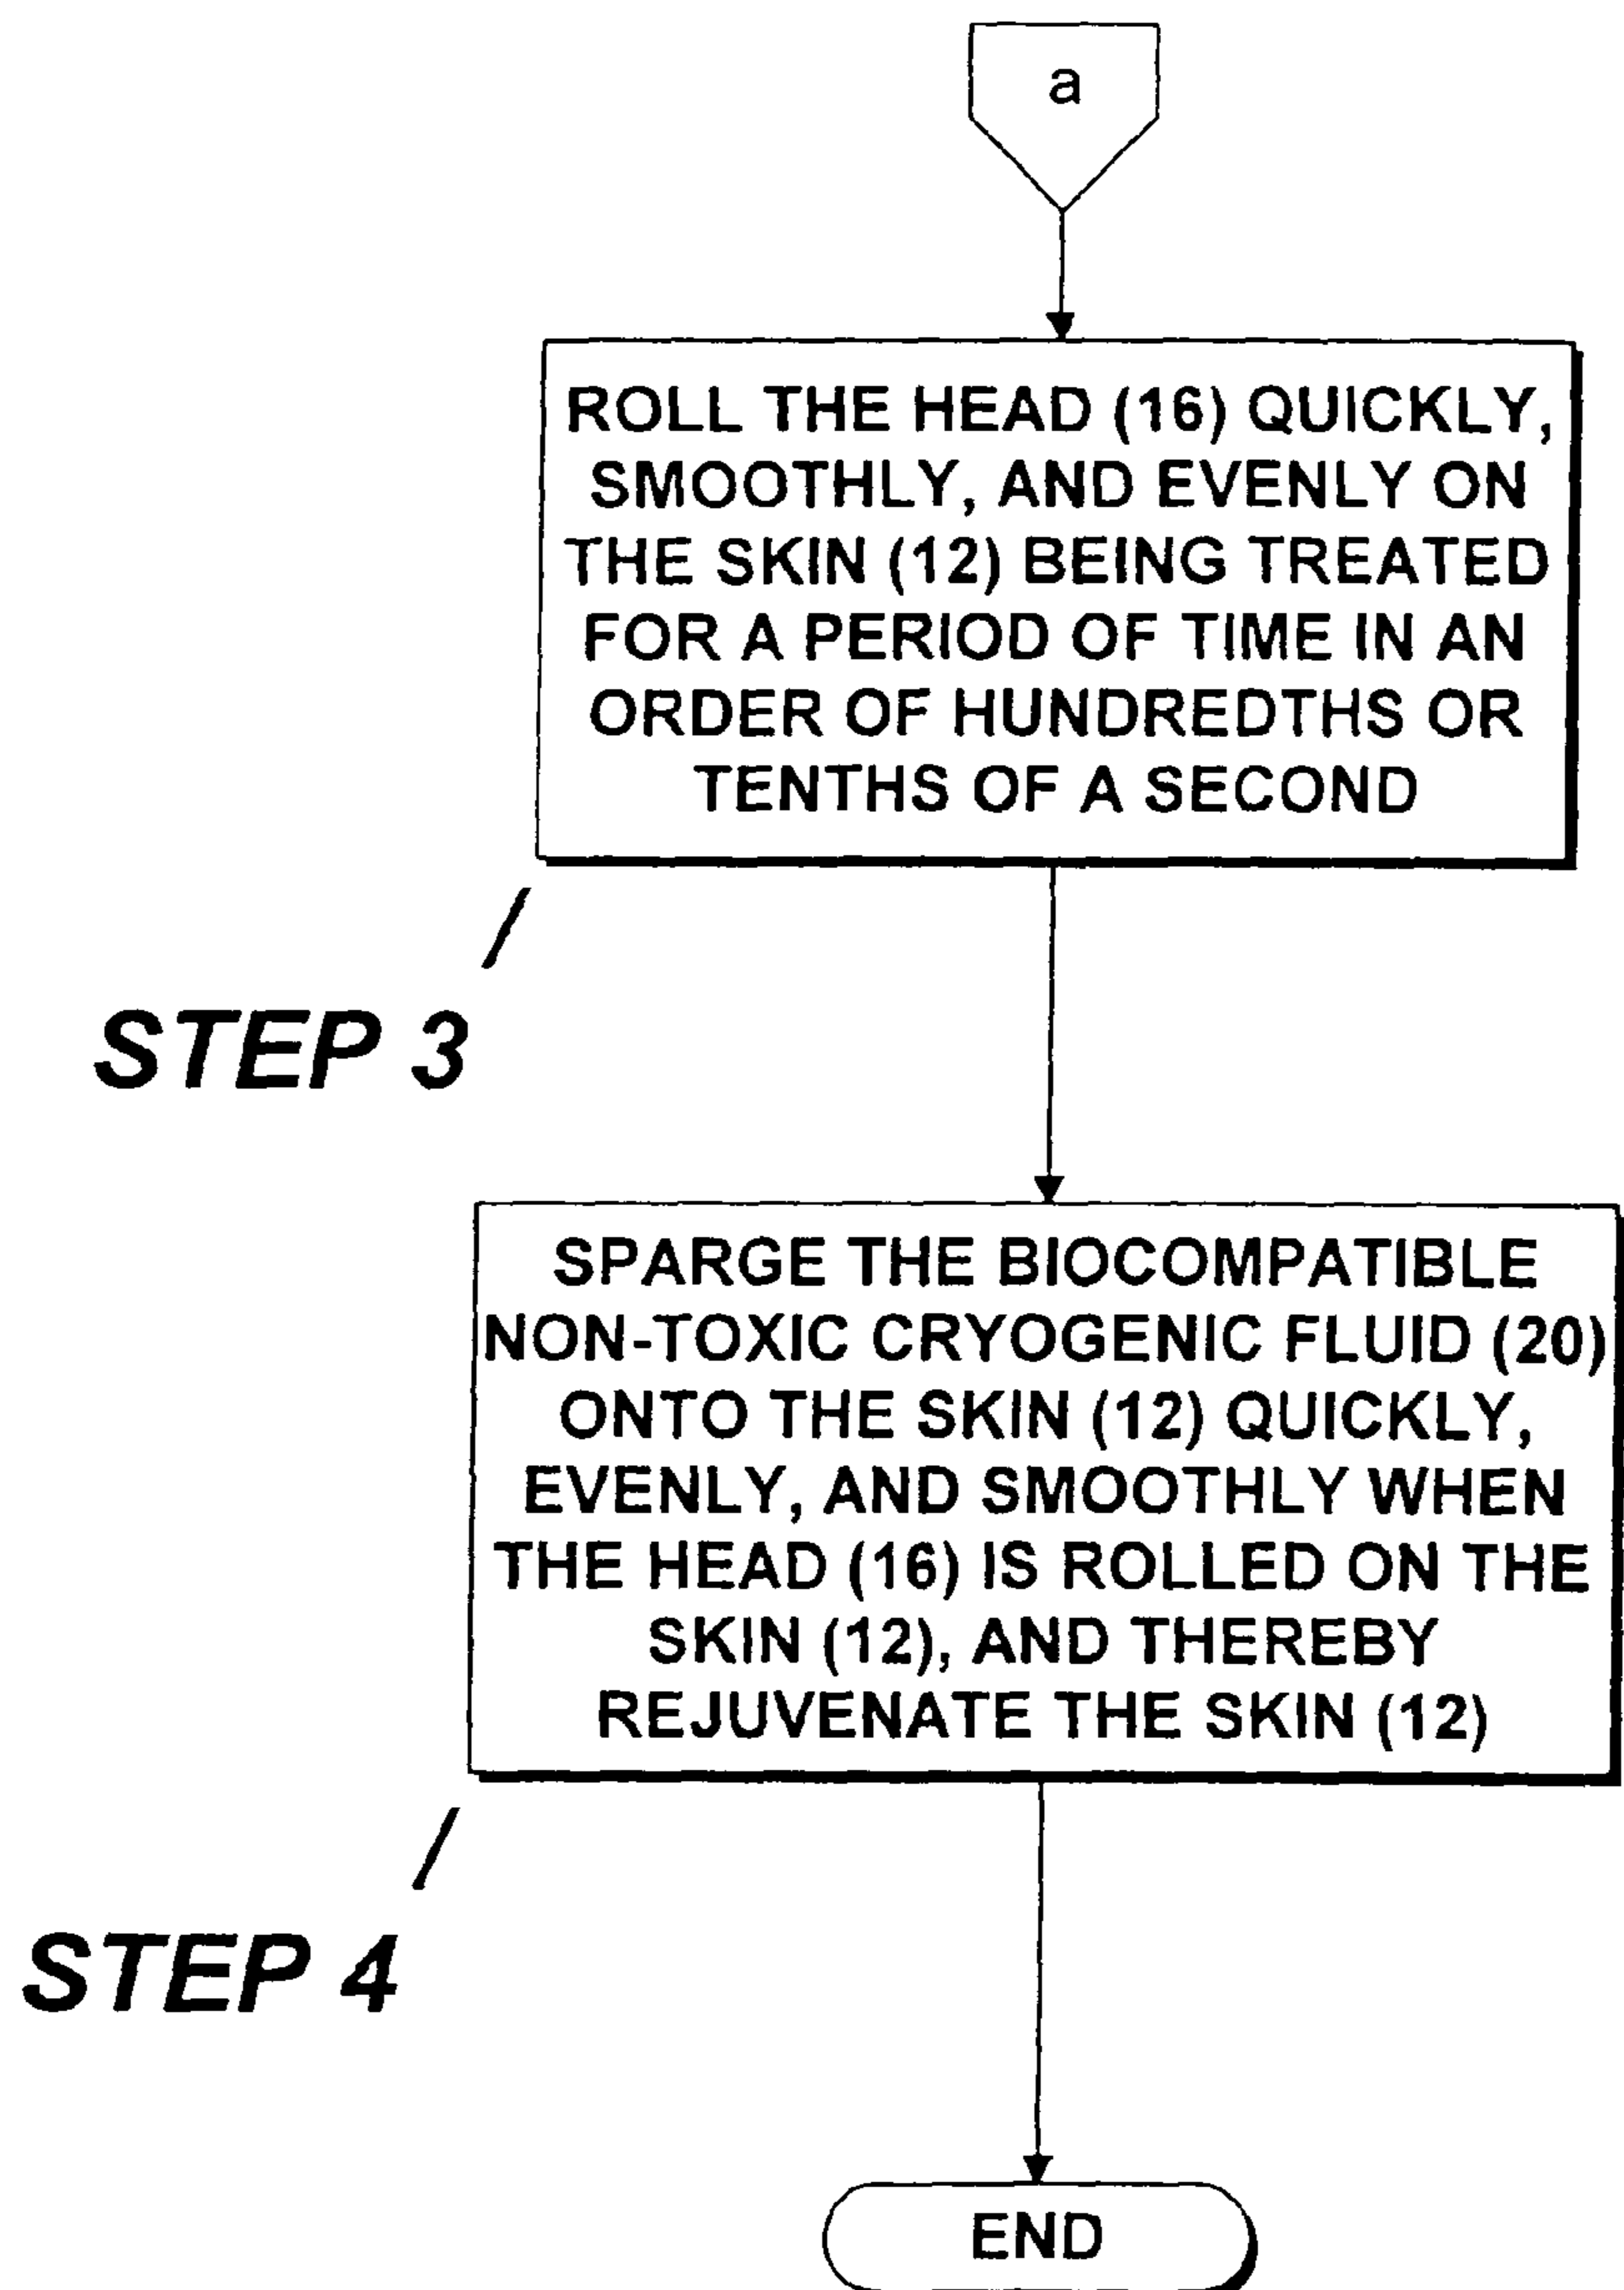 a
ROLL THE HEAD (16) QUICKLY,
SMOOTHLY, AND EVENLY ON
THE SKIN (12) BEING TREATED
FOR A PERIOD OF TIME IN AN
ORDER OF HUNDREDTHS OR
TENTHS OF A SECOND
STEP 3
SPARGE THE BIOCOMPATIBLE
NON-TOXIC CRYOGENIC FLUID (20)
ONTO THE SKIN (12) QUICKLY,
EVENLY, AND SMOOTHLY WHEN
THE HEAD (16) IS ROLLED ON THE
SKIN (12), AND THEREBY
REJUVENATE THE SKIN (12)
STEP 4
END